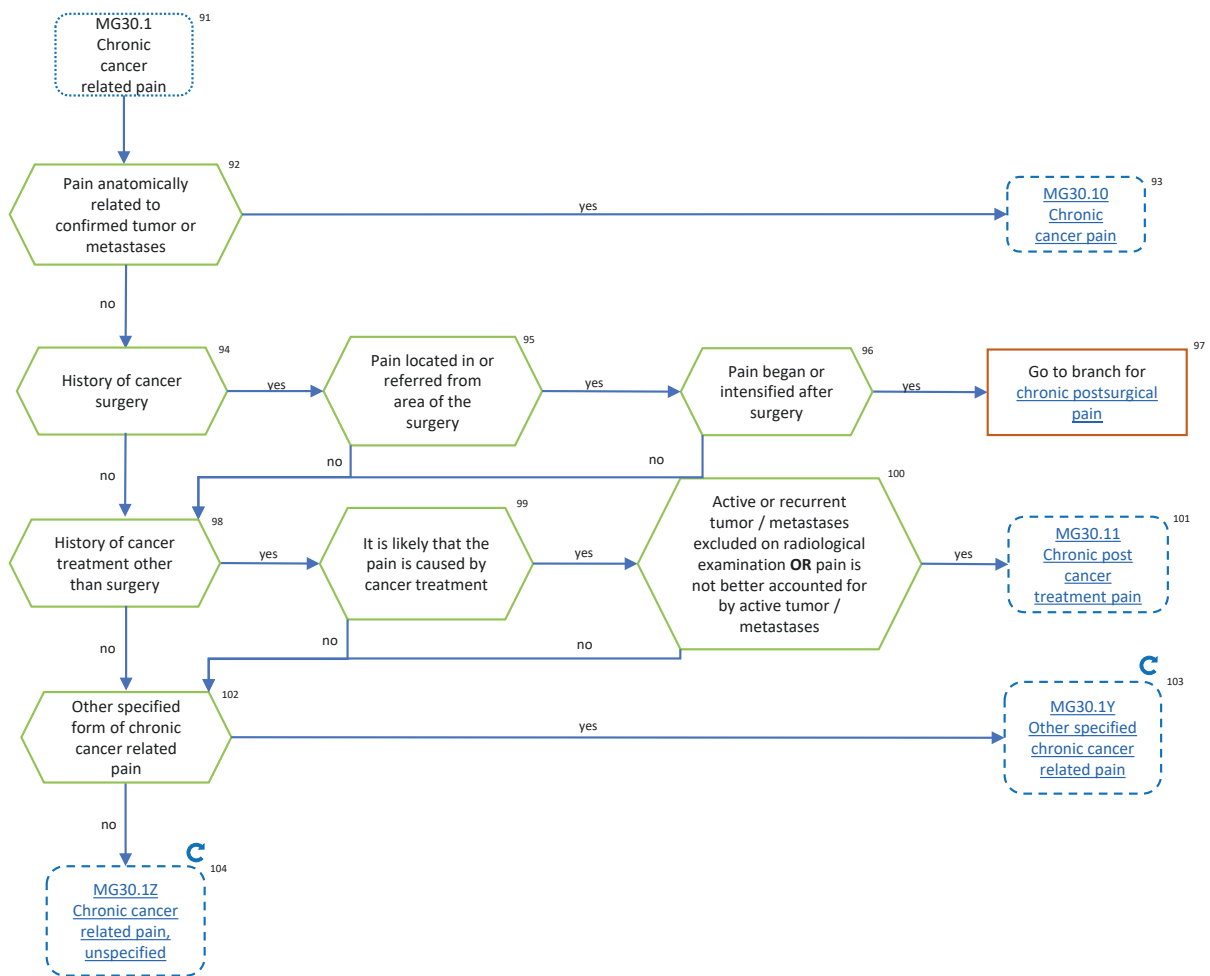 91
MG30.1
Chronic
cancer
related pain
92
Pain anatomically
related to
confirmed tumor or
metastases
yes
93
MG30.10
Chronic
cancer pain
no
94
History of cancer
surgery
yes
95
Pain located in or
referred from
area of the
surgery
yes
96
Pain began or
intensified after
surgery
yes
97
Go to branch for
chronic postsurgical
pain
no
no
no
98
History of cancer
treatment other
than surgery
yes
99
It is likely that the
pain is caused by
cancer treatment
yes
100
Active or recurrent
tumor / metastases
excluded on radiological
examination OR pain is
not better accounted for
by active tumor /
metastases
yes
101
MG30.11
Chronic post
cancer
treatment pain
no
no
no
102
Other specified
form of chronic
cancer related
pain
yes
103
MG30.1Y
Other specified
chronic cancer
related pain
no
104
MG30.1Z
Chronic cancer
related pain,
unspecified